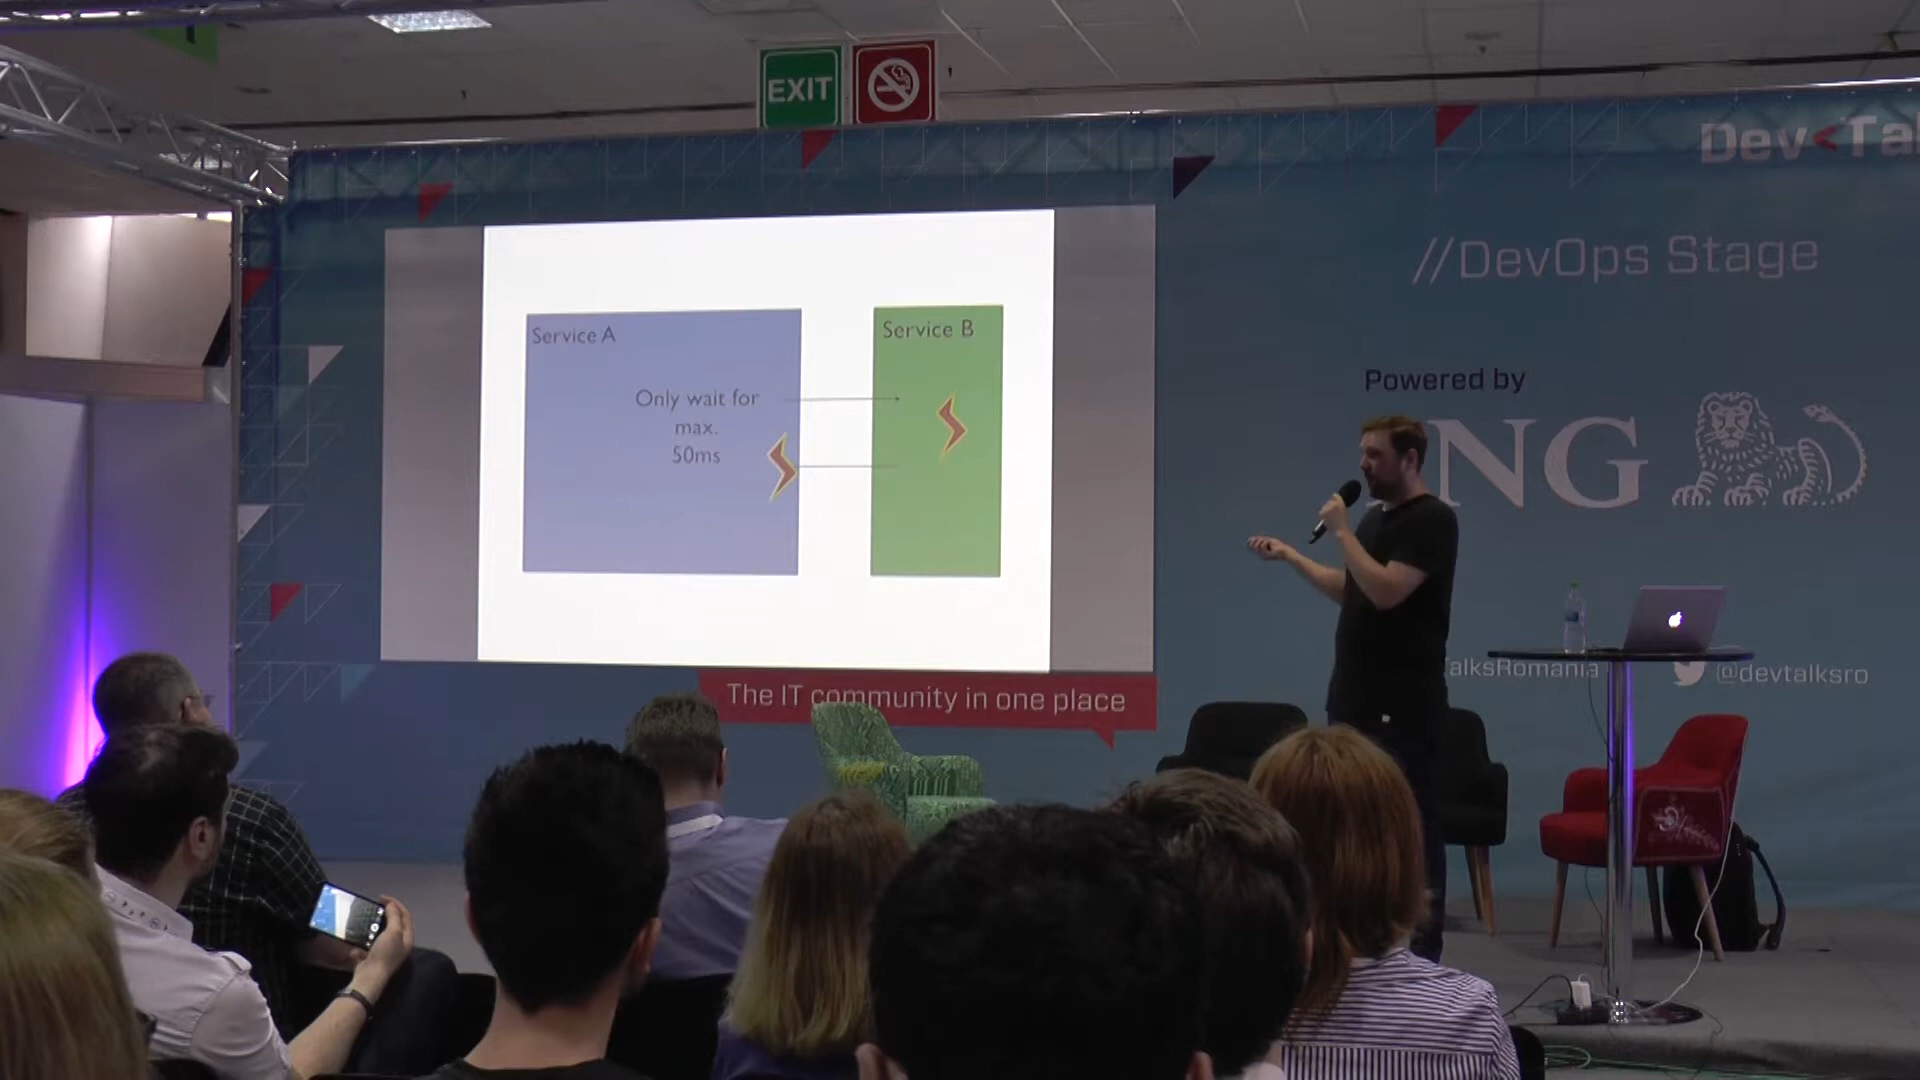 EXIT
Dev<Tal
//DevOps Stage
Service A
Service B
Only wait for
max.
50ms
Powered by
NG
alksRomania
@devtalksro
The IT community in one place